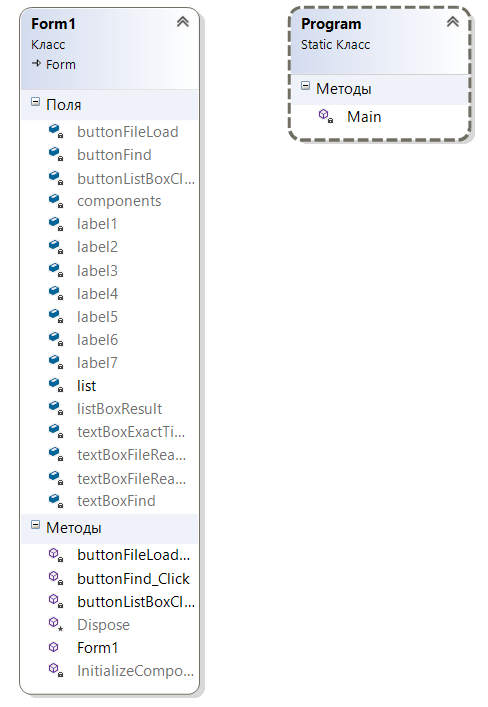 Form1
Класс
Form
Поля
buttonFileLoad
buttonFind
buttonListBoxCl...
components
label1
label2
label3
label4
label5
label6
label7
list
listBoxResult
textBoxExactTi...
textBoxFileRea...
textBoxFileRea...
textBoxFind
Методы
buttonFileLoad...
buttonFind_Click
buttonListBoxCl...
Dispose
Form1
InitializeCompo...
Program
Static Класс
Методы
Main